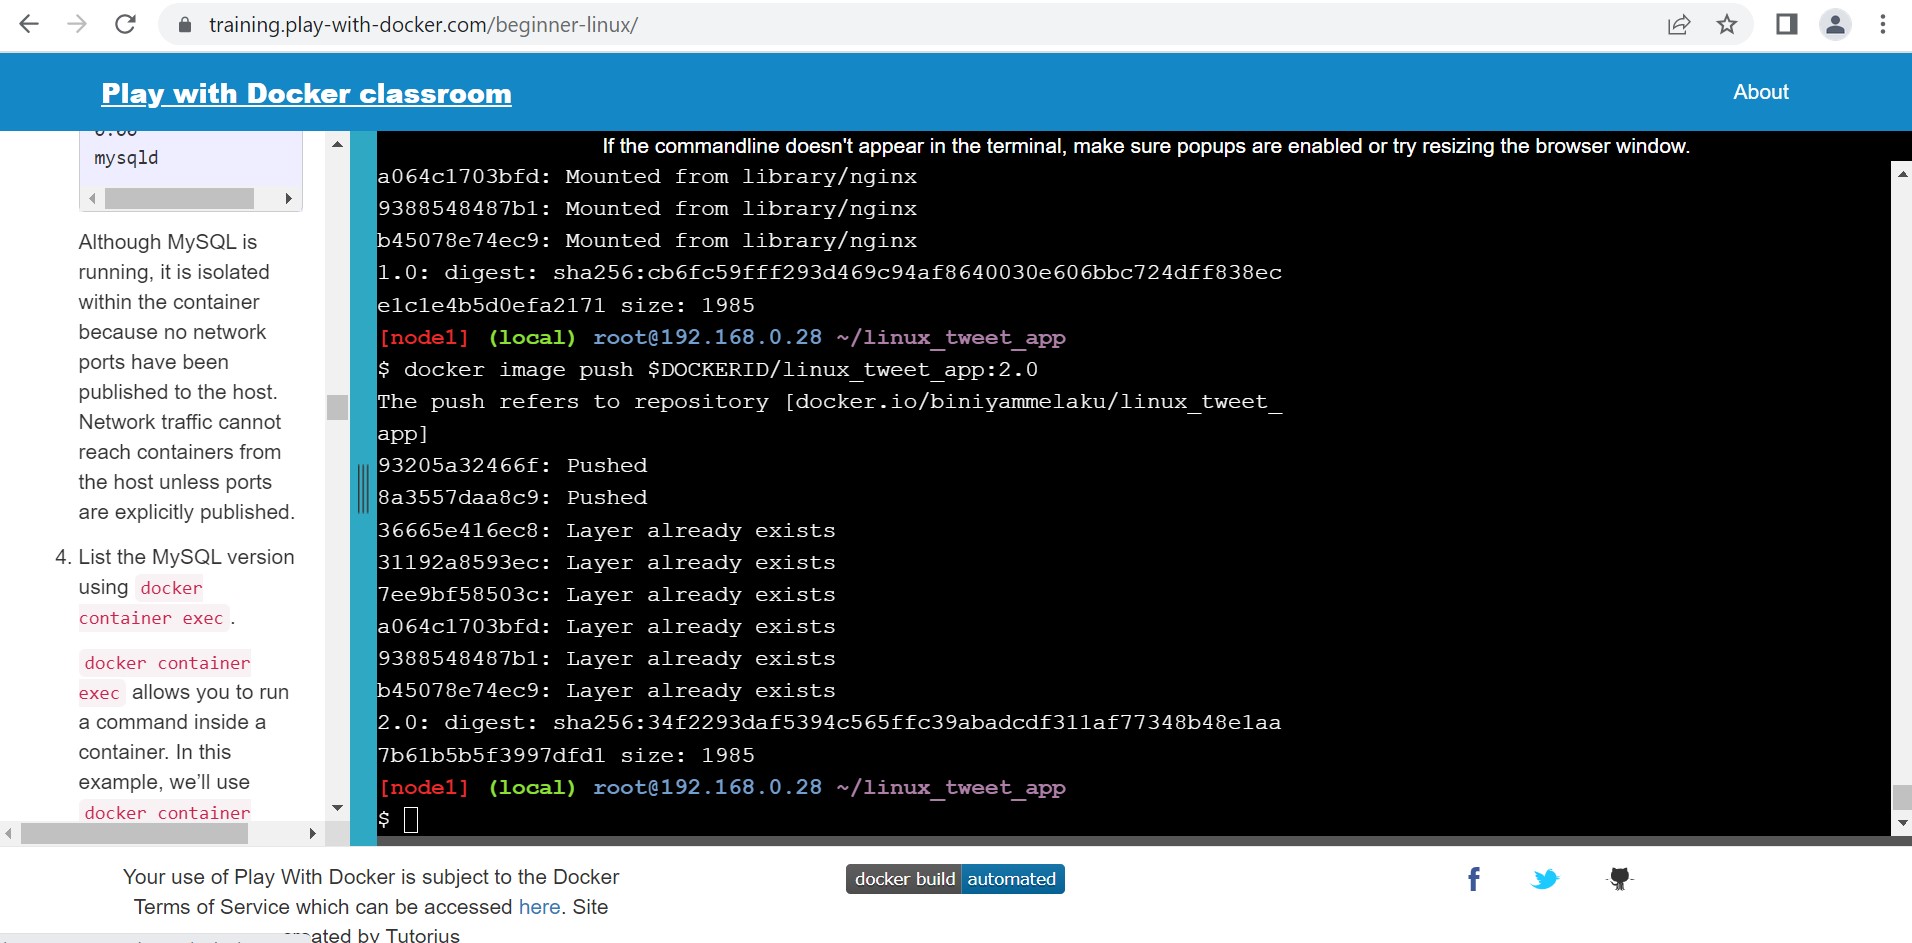 training.play-with-docker.com/beginner-linux/
Play with Docker classroom
About
mysqld
Although MySQL is
running, it is isolated
within the container
because no network
ports have been
published to the host.
Network traffic cannot
reach containers from
the host unless ports
are explicitly published.
4. List the MySQL version
using docker
container exec .
docker container
exec allows you to run
a command inside a
container. In this
example, we’ll use
docker container
If the commandline doesn't appear in the terminal, make sure popups are enabled or try resizing the browser window.
a064c1703bfd: Mounted from library/nginx
9388548487b1: Mounted from library/nginx
b45078e74ec9: Mounted from library/nginx
1.0: digest: sha256:cb6fc59fff293d469c94af8640030e606bbc724dff838ec
e1c1e4b5d0efa2171 size: 1985
[node1] (local) root@192.168.0.28 ~/linux_tweet_app
$ docker image push $DOCKERID/linux_tweet_app:2.0
The push refers to repository [docker.io/biniyammelaku/linux_tweet_
app]
93205a32466f: Pushed
8a3557daa8c9: Pushed
36665e416ec8: Layer already exists
31192a8593ec: Layer already exists
7ee9bf58503c: Layer already exists
a064c1703bfd: Layer already exists
9388548487b1: Layer already exists
b45078e74ec9: Layer already exists
2.0: digest: sha256:34f2293daf5394c565ffc39abadcdf311af77348b48e1aa
7b61b5b5f3997dfd1 size: 1985
[node1] (local) root@192.168.0.28 ~/linux_tweet_app
$
Your use of Play With Docker is subject to the Docker
Terms of Service which can be accessed here. Site
created by Tutorius
docker build automated